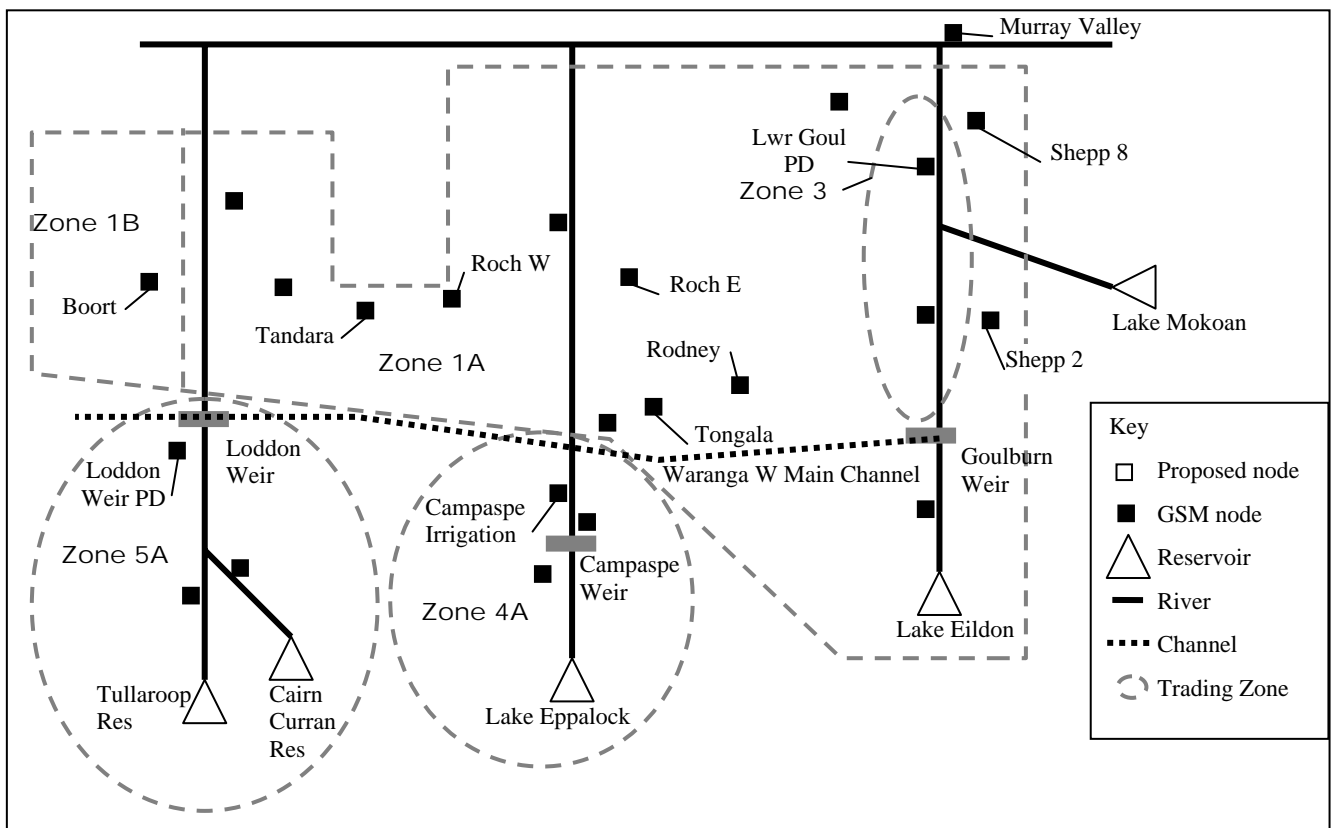 Murray Valley
Lwr Goul
PD
Shepp 8
Zone 3
Zone 1B
Boort
Tandara
Roch W
Roch E
Zone 1A
Rodney
Lake Mokoan
Shepp 2
Tongala
Waranga W Main Channel
Goulburn
Weir
Loddon
Weir
Loddon
Weir PD
Campaspe
Irrigation
Campaspe
Weir
Zone 5A
Zone 4A
Lake Eildon
Tullaroop
Res
Cairn
Curran
Res
Lake Eppalock
Key
Proposed node
GSM node
Reservoir
River
Channel
Trading Zone